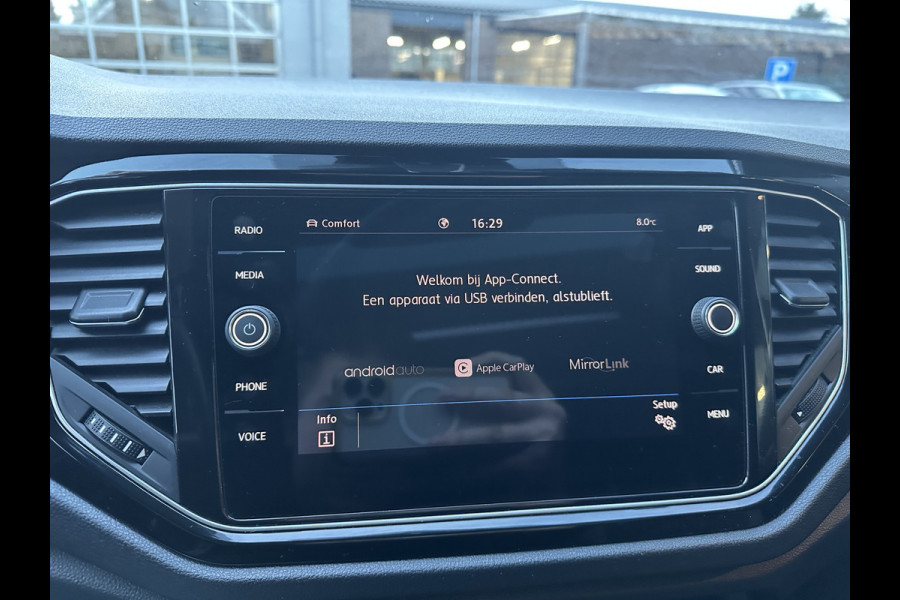 P
RADIO
MEDIA
PHONE
VOICE
Comfort
16:29
8.0°C
Welkom bij App-Connect.
Een apparaat via USB verbinden, alstublieft.
androidauto
Apple CarPlay
MirrorLink
Info
i
Setup
APP
SOUND
CAR
MENU